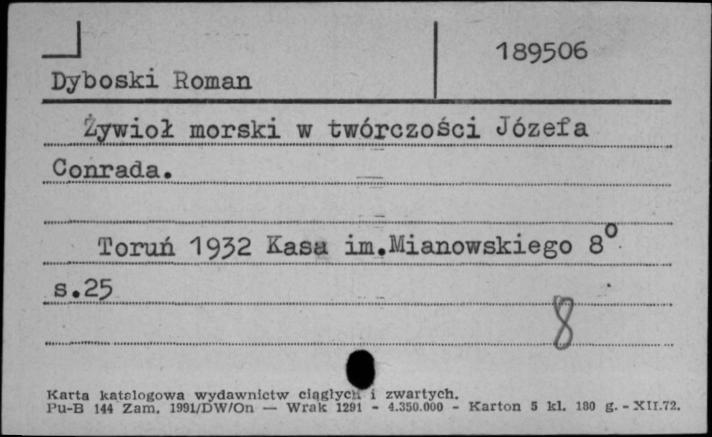 189506
Dyboski Roman
Żywioł morski w twórczości Józefa
Conrada.
Toruń 1932 Kasa im.Mianowskiego 8°
s.25
8
Karta katalogowa wydawnictw ciągłych i zwartych.
Pu-B 144 Zam. 1991/DW/On — Wrak 1291 - 4.350.000 - Karton 5 kl. 180 g. - XII.72.